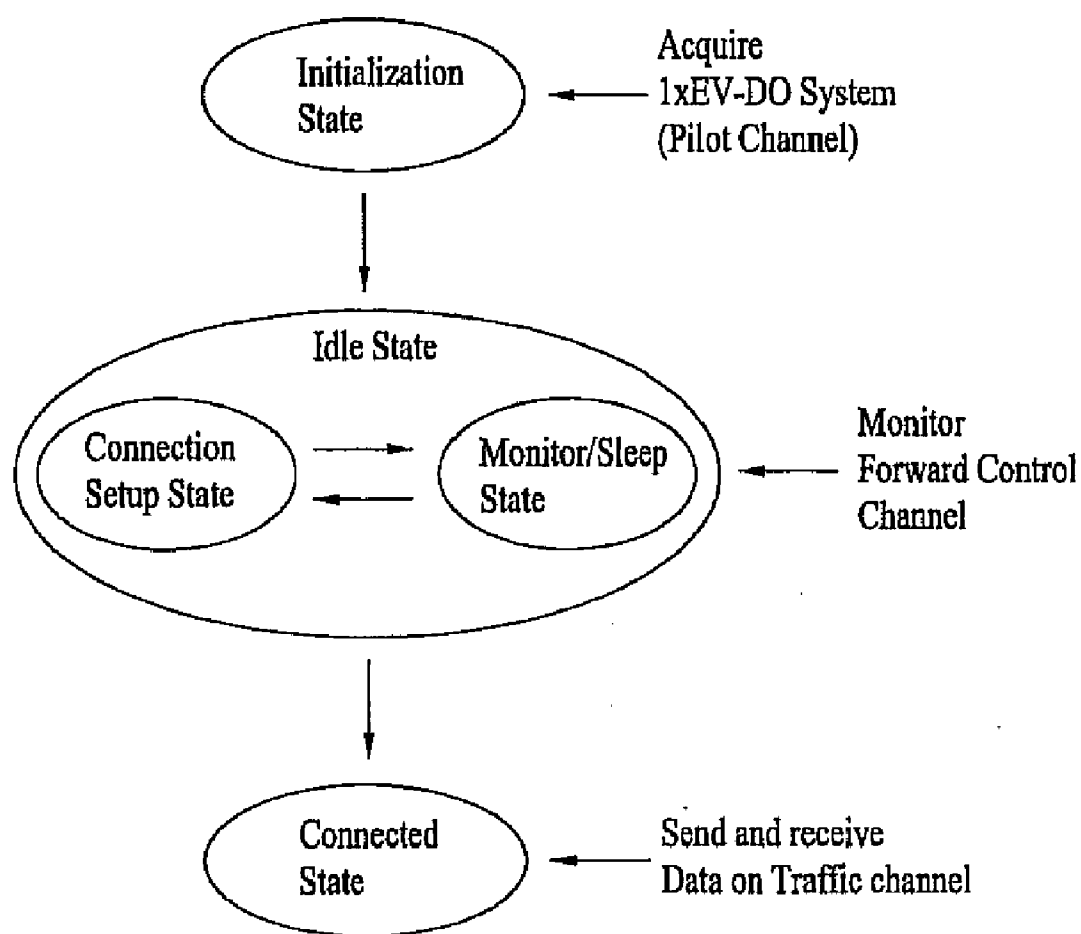 Initialization
State
Acquire
1xEV-DO System
(Pilot Channel)
Idle State
Connection
Setup State
Monitor/Sleep
State
Monitor
Forward Control
Channel
Connected
State
Send and receive
Data on Traffic channel